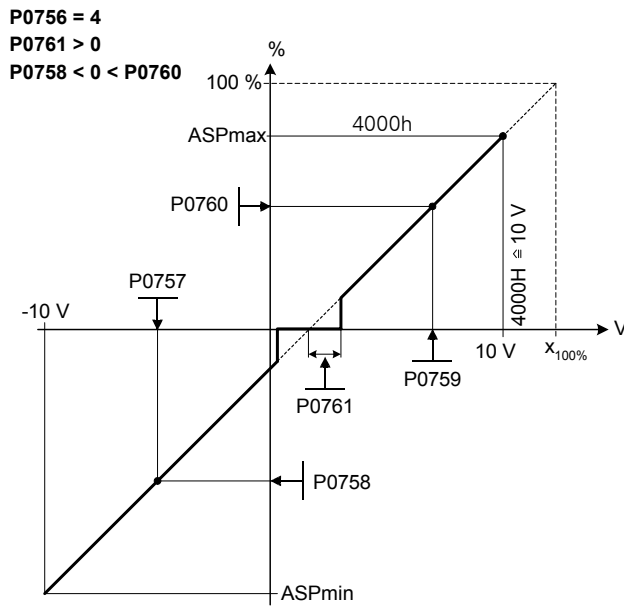 P0756 = 4
P0761 > 0
P0758 < 0 < P0760
%
100 %
ASPmax
4000h
P0760
4000H ≙ 10 V
P0757
-10 V
V
10 V
x100%
P0759
P0761
P0758
ASPmin